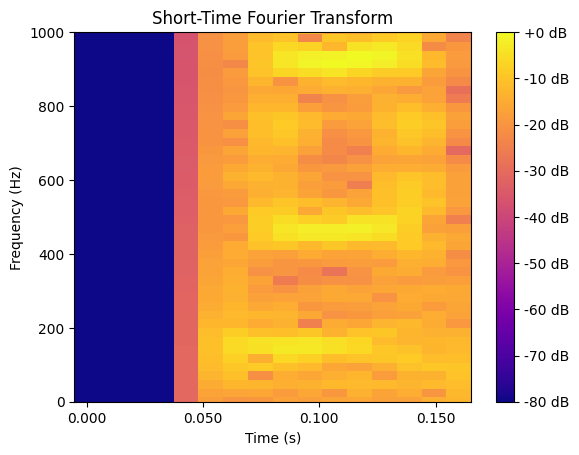 Short-Time Fourier Transform
1000
800
600
400
200
0
Frequency (Hz)
0.000
0.050
0.100
0.150
Time (s)
+0 dB
-10 dB
-20 dB
-30 dB
-40 dB
-50 dB
-60 dB
-70 dB
-80 dB